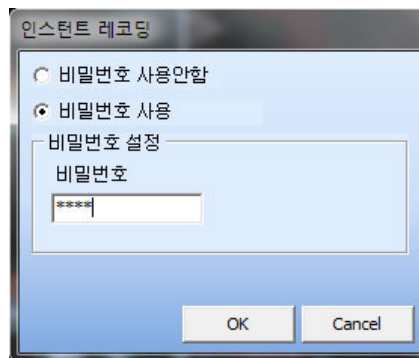 인스턴트 레코딩
비밀번호 사용안함
비밀번호 사용
비밀번호 설정
비밀번호
****
OK Cancel